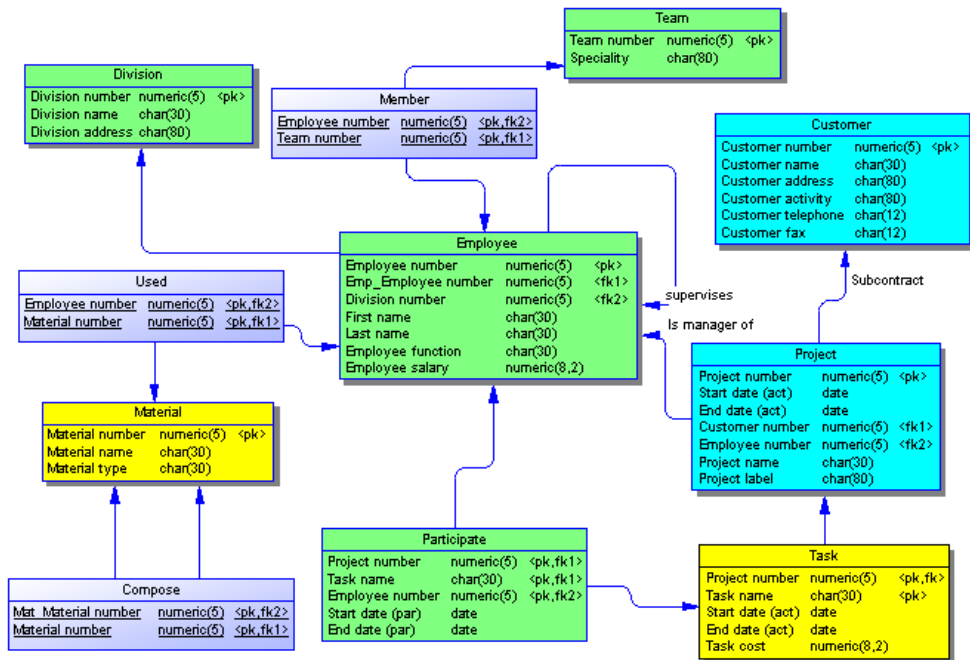 Team
Team number numeric(5) <pk>
Speciality char(80)
Division
Division number numeric(5) <pk>
Division name char(30)
Division address char(80)
Member
Employee number numeric(5) <pk,fk2>
Team number numeric(5) <pk,fk1>
Customer
Customer number numeric(5) <pk>
Customer name char(30)
Customer address char(80)
Customer activity char(80)
Customer telephone char(12)
Customer fax char(12)
Employee
Employee number numeric(5) <pk>
Emp_Employee number numeric(5) <fk1>
Division number numeric(5) <fk2>
First name char(30)
Last name char(30)
Employee function char(30)
Employee salary numeric(8,2)
supervises
Is manager of
Subcontract
Used
Employee number numeric(5) <pk,fk2>
Material number numeric(5) <pk,fk1>
Project
Project number numeric(5) <pk>
Start date (act) date
End date (act) date
Customer number numeric(5) <fk1>
Employee number numeric(5) <fk2>
Project name char(30)
Project label char(80)
Material
Material number numeric(5) <pk>
Material name char(30)
Material type char(30)
Participate
Project number numeric(5) <pk,fk1>
Task name char(30) <pk,fk1>
Employee number numeric(5) <pk,fk2>
Start date (par) date
End date (par) date
Task
Project number numeric(5) <pk,fk>
Task name char(30) <pk>
Start date (act) date
End date (act) date
Task cost numeric(8,2)
Compose
Mat_Material number numeric(5) <pk,fk2>
Material number numeric(5) <pk,fk1>